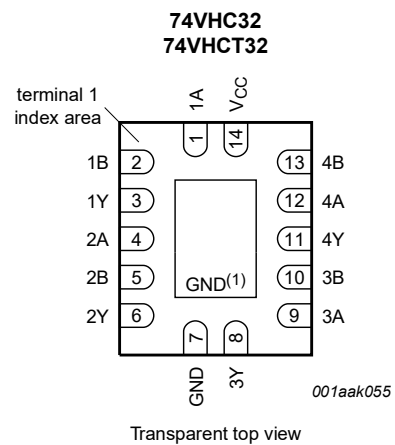 74VHC32
74VHCT32
terminal 1
index area
1A
VCC
1
14
1B 2
13 4B
1Y 3
12 4A
2A 4
11 4Y
2B 5
10 3B
2Y 6
9 3A
GND(1)
7
8
GND
3Y
001aak055
Transparent top view